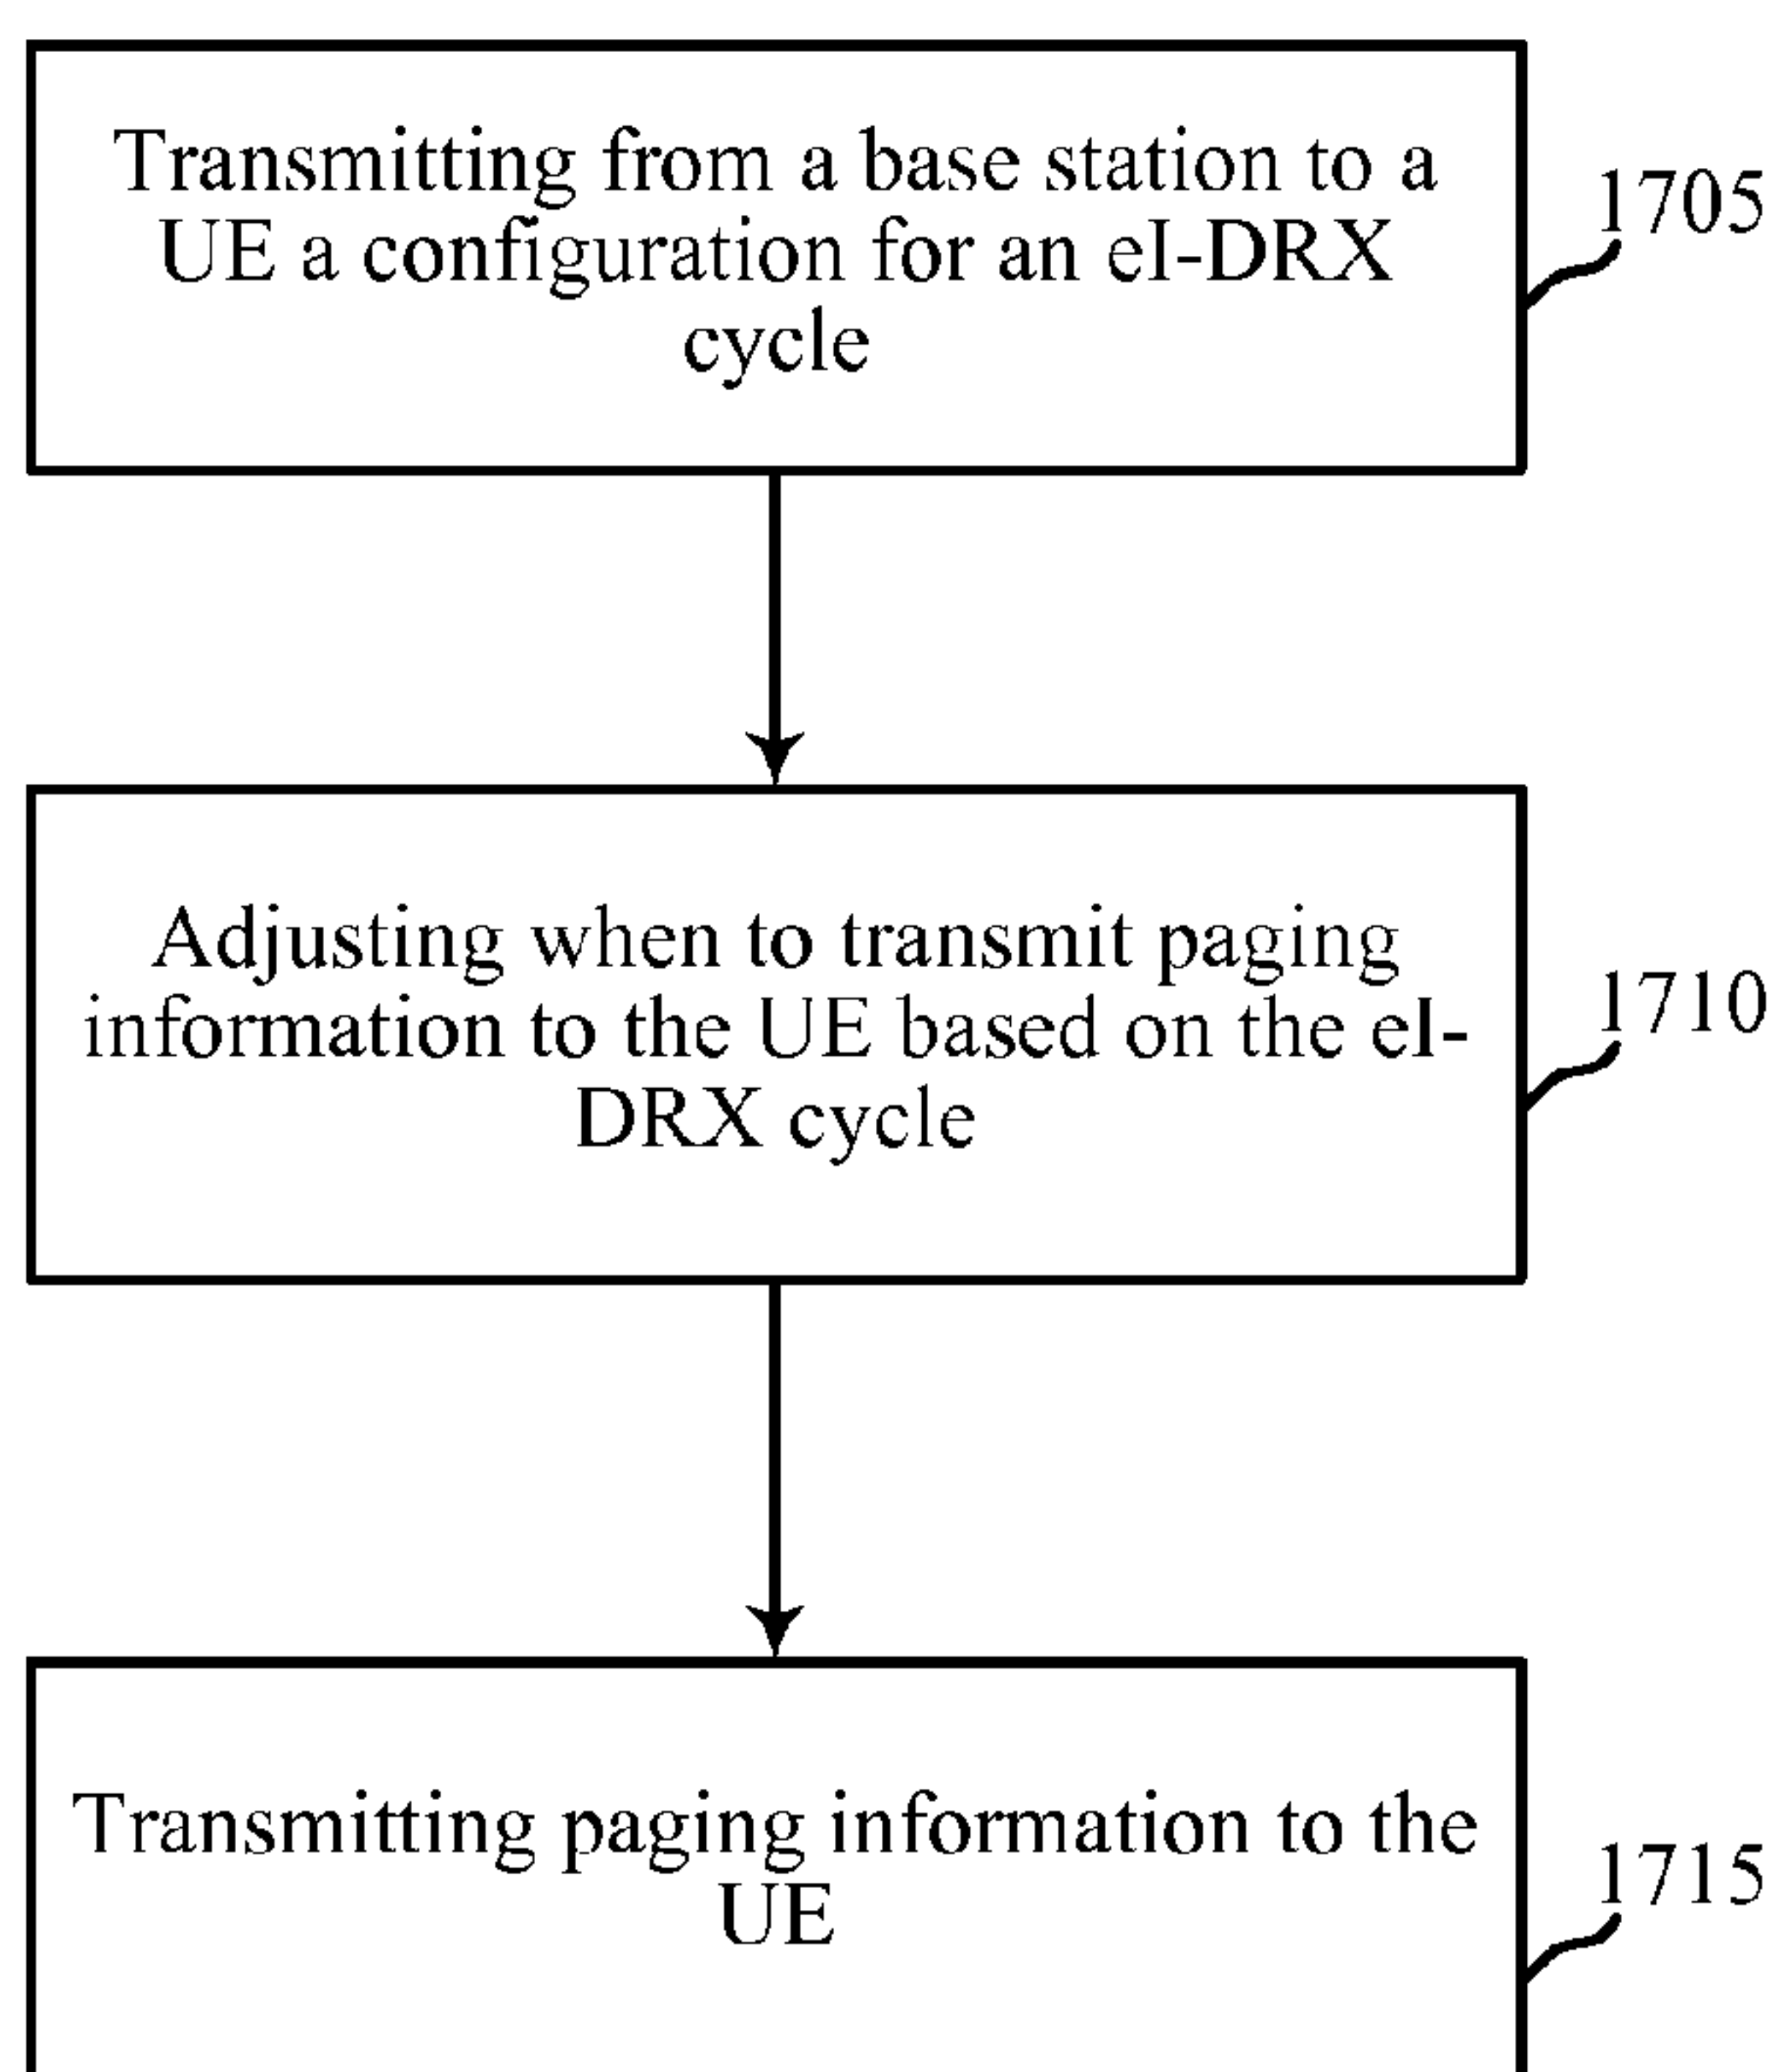 Transmitting from a base station to a
UE a configuration for an eI-DRX
cycle
1705
Adjusting when to transmit paging
information to the UE based on the eI-
DRX cycle
1710
Transmitting paging information to the
UE
1715